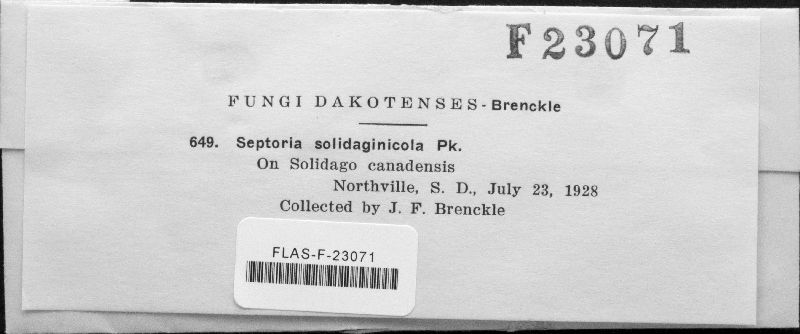 F23071
FUNGI DAKOTENSES - Brenckle
649. Septoria solidaginicola Pk.
On Solidago canadensis
Northville, S. D., July 23, 1928
Collected by J. F. Brenckle
FLAS-F-23071